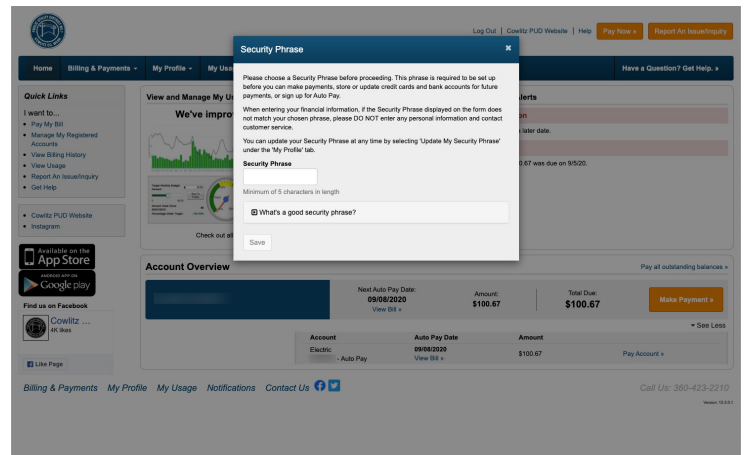 Log Out | Cowlitz PUD Website | Help
Pay Now »
Report An Issue/Inquiry
Home
Billing & Payments
My Profile
My Usa
Have a Question? Get Help. »
Security Phrase
×
Please choose a Security Phrase before proceeding. This phrase is required to be set up
before you can make payments, store or update credit cards and bank accounts for future
payments, or sign up for Auto Pay.
When entering your financial information, if the Security Phrase displayed on the form does
not match your chosen phrase, please DO NOT enter any personal information and contact
customer service.
You can update your Security Phrase at any time by selecting 'Update My Security Phrase'
under the 'My Profile' tab.
Security Phrase
Minimum of 5 characters in length
What's a good security phrase?
Save
Quick Links
I want to...
• Pay My Bill
• Manage My Registered
Accounts
• View Billing History
• View Usage
• Report An Issue/Inquiry
• Get Help
• Cowlitz PUD Website
• Instagram
Available on the
App Store
ANDROID APP ON
Google play
Find us on Facebook
Cowlitz ...
4K likes
Like Page
View and Manage My U
We've impro
Check out all
lerts
on
later date.
0.67 was due on 9/5/20.
Account Overview
Pay all outstanding balances »
Next Auto Pay Date:
09/08/2020
View Bill »
Amount:
$100.67
Total Due:
$100.67
Make Payment »
See Less
Account
Auto Pay Date
Amount
Electric
- Auto Pay
09/08/2020
View Bill »
$100.67
Pay Account »
Billing & Payments
My Profile
My Usage
Notifications
Contact Us
Call Us: 360-423-2210